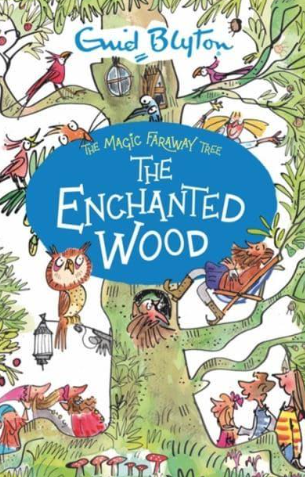 Enid Blyton
THE MAGIC FARAWAY TREE
THE
ENCHANTED
WOOD